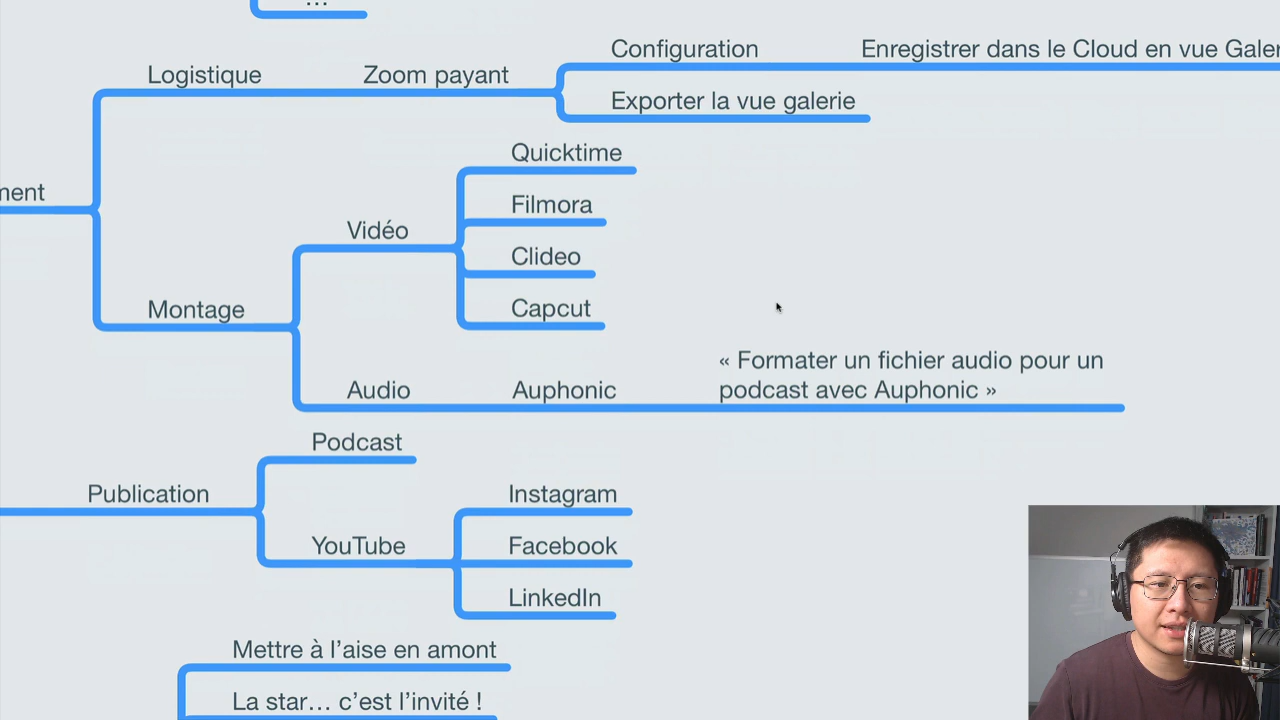 ...
Configuration
Enregistrer dans le Cloud en vue Galer
Logistique
Zoom payant
Exporter la vue galerie
Quicktime
ment
Filmora
Vidéo
Clideo
Montage
Capcut
« Formater un fichier audio pour un
podcast avec Auphonic »
Audio
Auphonic
Podcast
Publication
Instagram
YouTube
Facebook
LinkedIn
Mettre à l’aise en amont
La star… c’est l’invité !